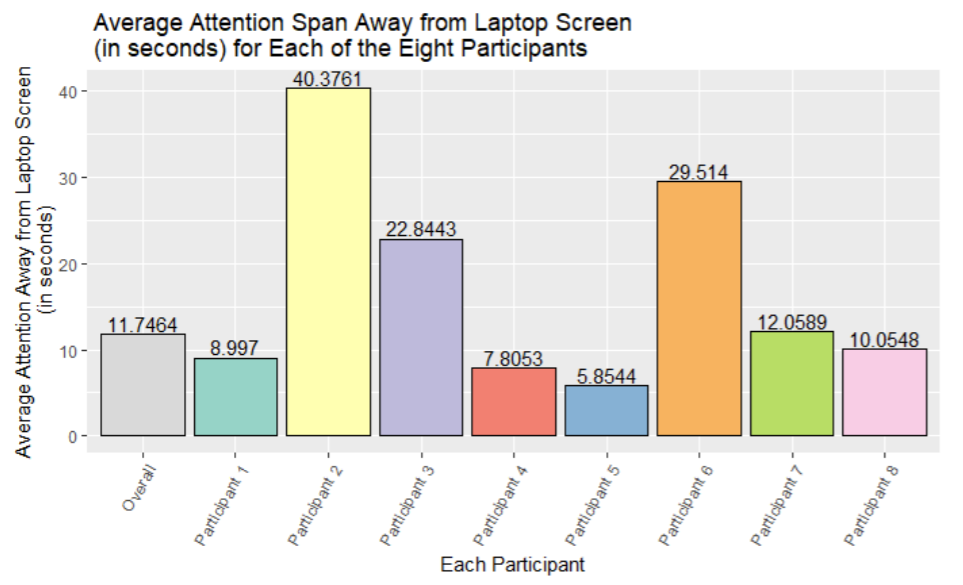 Average Attention Span Away from Laptop Screen
(in seconds) for Each of the Eight Participants
Average Attention Away from Laptop Screen
(in seconds)
40
30
20
10
0
11.7464
8.997
40.3761
22.8443
7.8053
5.8544
29.514
12.0589
10.0548
Overall
Participant 1
Participant 2
Participant 3
Participant 4
Participant 5
Participant 6
Participant 7
Participant 8
Each Participant